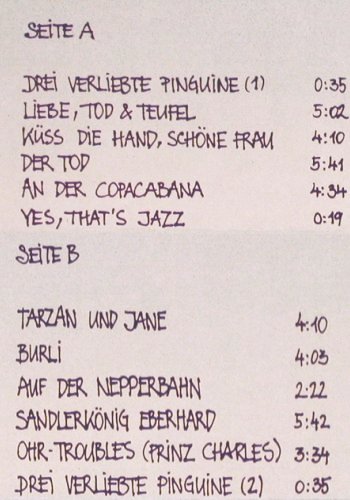 SEITE A
DREI VERLIEBTE PINGUINE (1) 0:35
LIEBE, TOD & TEUFEL 5:02
KÜSS DIE HAND, SCHÖNE FRAU 4:10
DER TOD 5:41
AN DER COPACABANA 4:34
YES, THAT'S JAZZ 0:19
SEITE B
TARZAN UND JANE 4:10
BURLI 4:03
AUF DER NEPPERBAHN 2:22
SANDLERKÖNIG EBERHARD 5:42
OHR-TROUBLES (PRINZ CHARLES) 3:34
DREI VERLIEBTE PINGUINE (2) 0:35